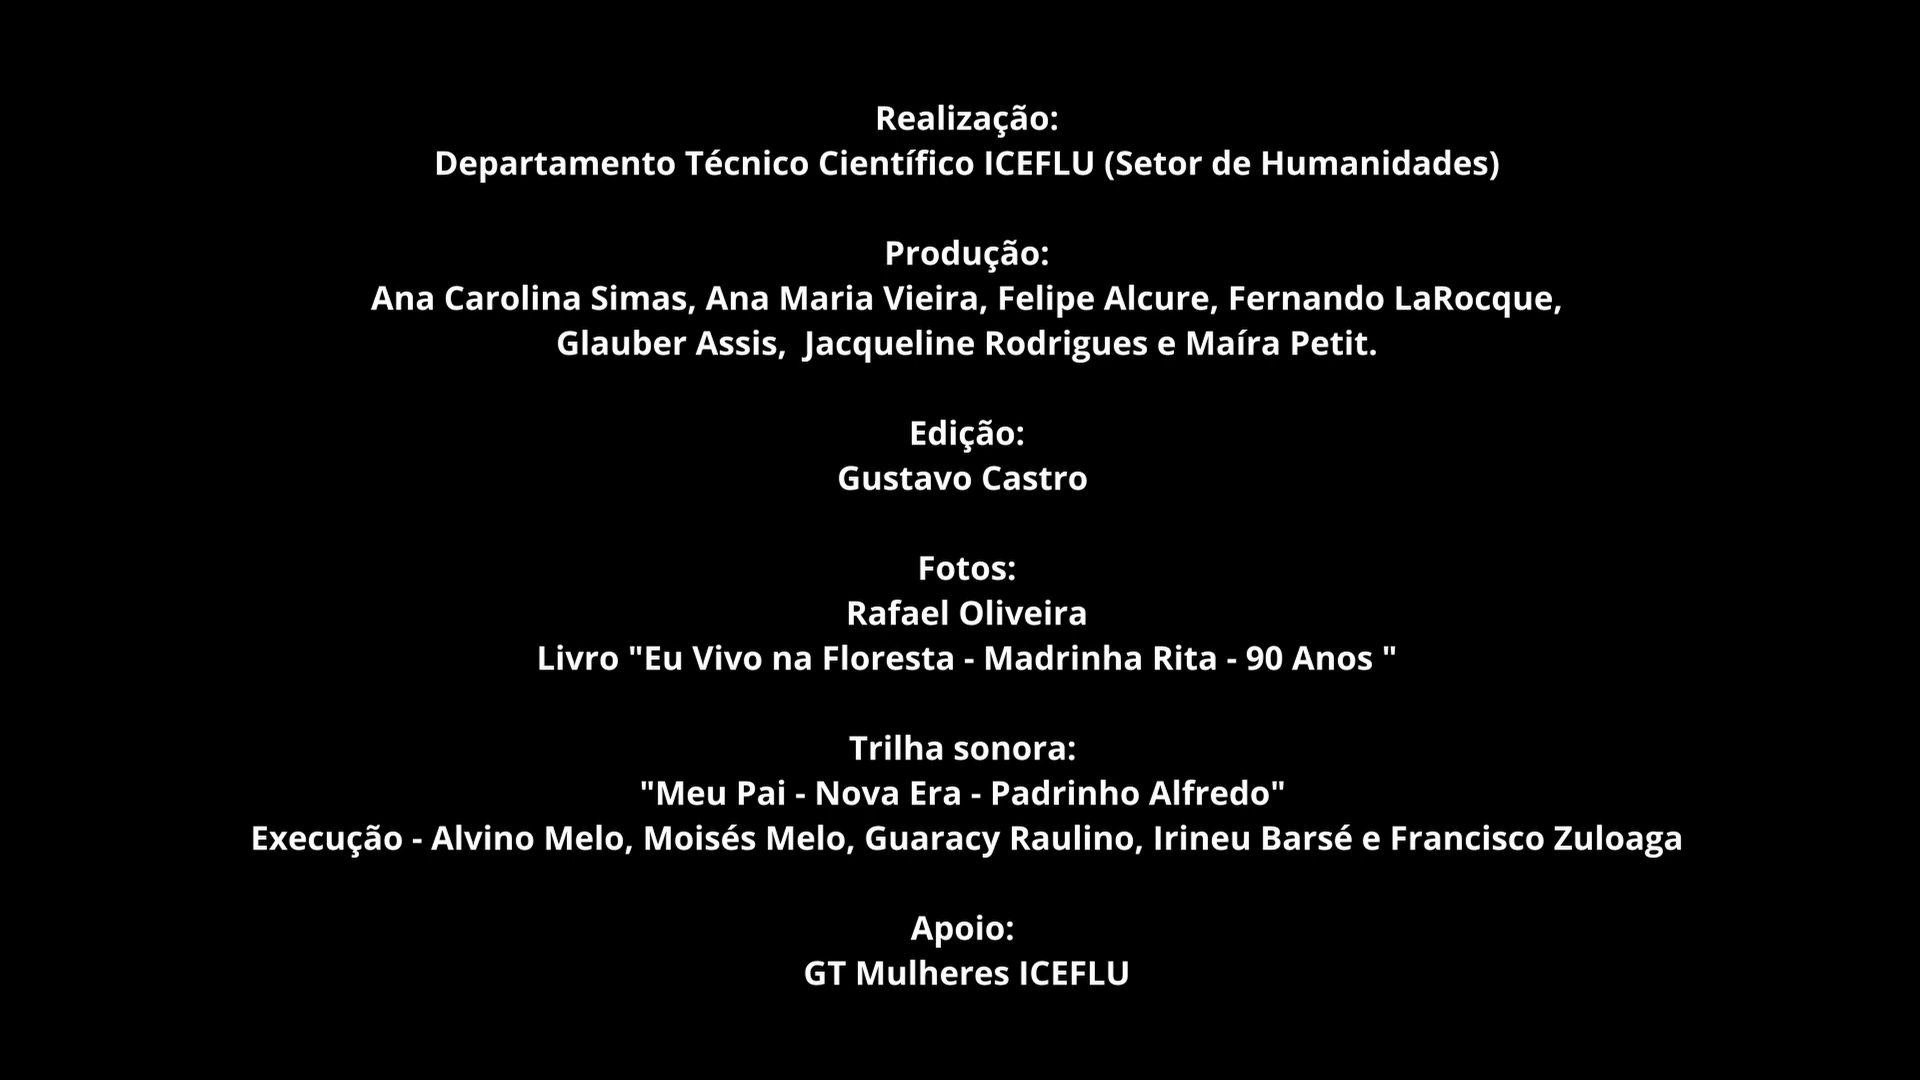 Realização:
Departamento Técnico Científico ICEFLU (Setor de Humanidades)
Produção:
Ana Carolina Simas, Ana Maria Vieira, Felipe Alcure, Fernando LaRocque,
Glauber Assis,  Jacqueline Rodrigues e Maíra Petit.
Edição:
Gustavo Castro
Fotos:
Rafael Oliveira
Livro "Eu Vivo na Floresta - Madrinha Rita - 90 Anos "
Trilha sonora:
"Meu Pai - Nova Era - Padrinho Alfredo"
Execução - Alvino Melo, Moisés Melo, Guaracy Raulino, Irineu Barsé e Francisco Zuloaga
Apoio:
GT Mulheres ICEFLU